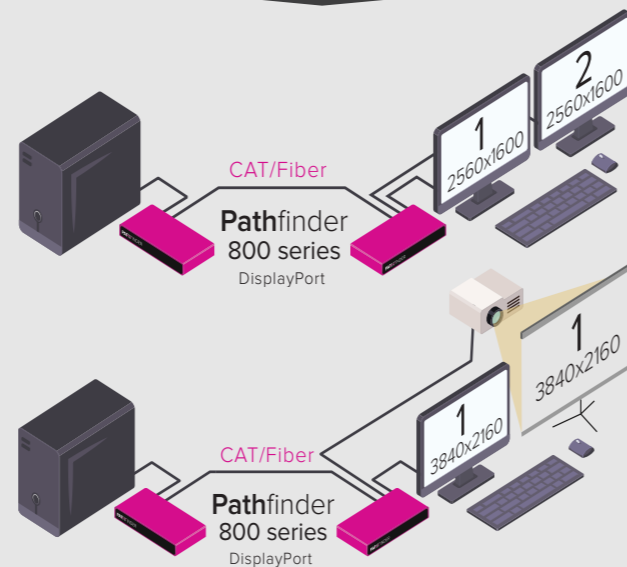 CAT/Fiber
Pathfinder
800 series
DisplayPort
1
2560x1600
2
2560x1600
CAT/Fiber
Pathfinder
800 series
DisplayPort
1
3840x2160
1
3840x2160